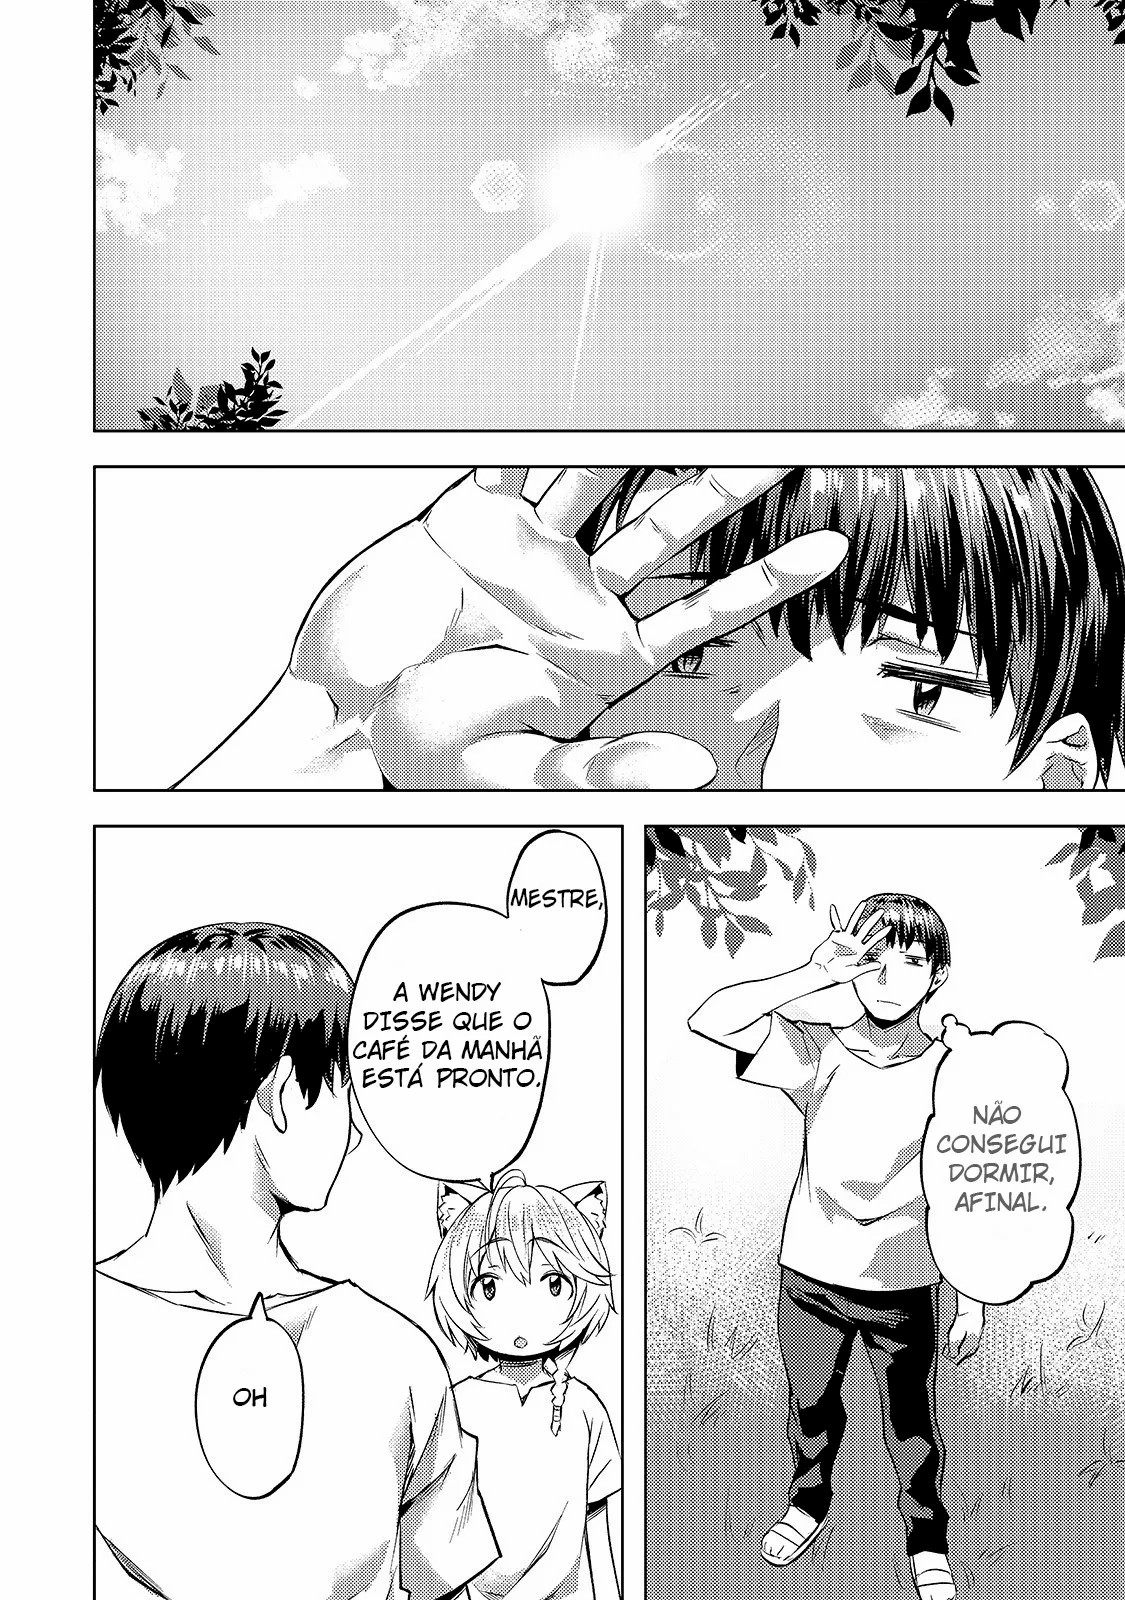 NÃO
CONSEGUI
DORMIR,
AFINAL.
MESTRE,
A WENDY
DISSE QUE O
CAFÉ DA MANHÃ
ESTÁ PRONTO.
OH